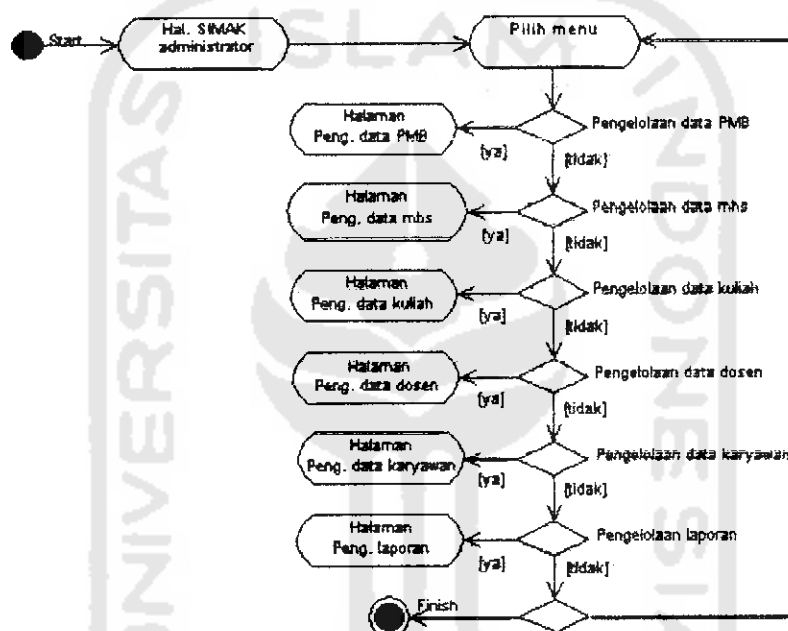 Start
Hal. SIMAK
administrator
Pilih menu
Halaman
Peng. data PMB
[ya]
Pengelolaan data PMB
[tidak]
Halaman
Peng. data mhs
[ya]
Pengelolaan data mhs
[tidak]
Halaman
Peng. data kuliah
[ya]
Pengelolaan data kuliah
[tidak]
Halaman
Peng. data dosen
[ya]
Pengelolaan data dosen
[tidak]
Halaman
Peng. data karyawan
[ya]
Pengelolaan data karyawan
[tidak]
Halaman
Peng. laporan
[ya]
Pengelolaan laporan
[tidak]
Finish
UNIVERSITAS
ISLAM
INDONESI